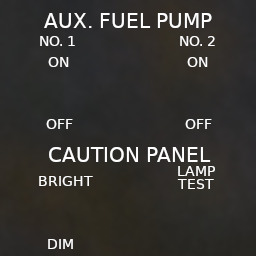 AUX. FUEL PUMP
NO. 1 NO. 2
ON ON
OFF OFF
CAUTION PANEL
BRIGHT LAMP
TEST
DIM